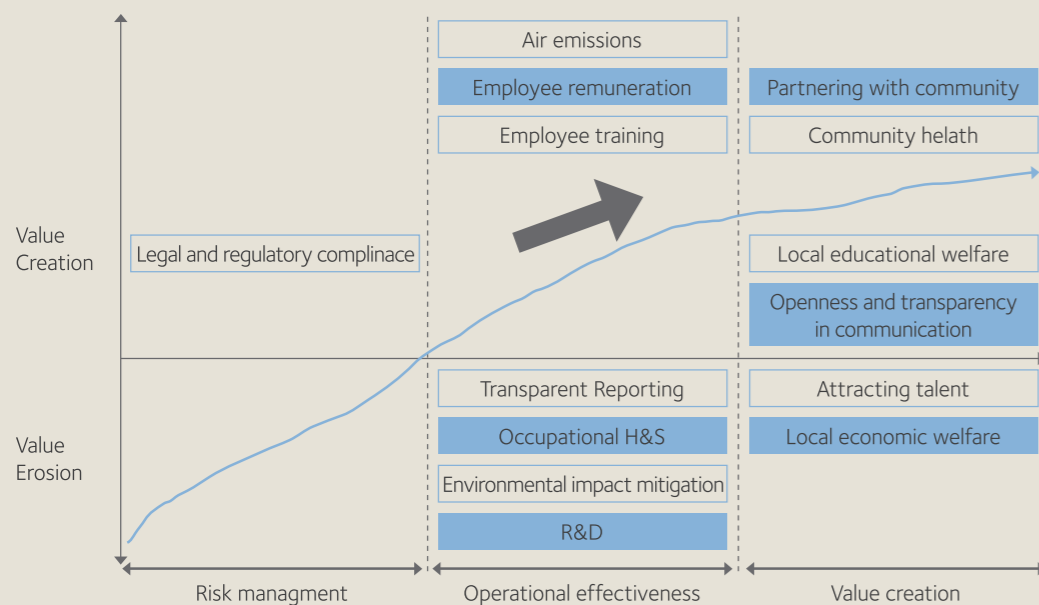 Air emissions
Employee remuneration
Partnering with community
Employee training
Community helath
Value
Creation
Legal and regulatory complinace
Local educational welfare
Openness and transparency
in communication
Transparent Reporting
Attracting talent
Value
Erosion
Occupational H&S
Local economic welfare
Environmental impact mitigation
R&D
Risk managment
Operational effectiveness
Value creation